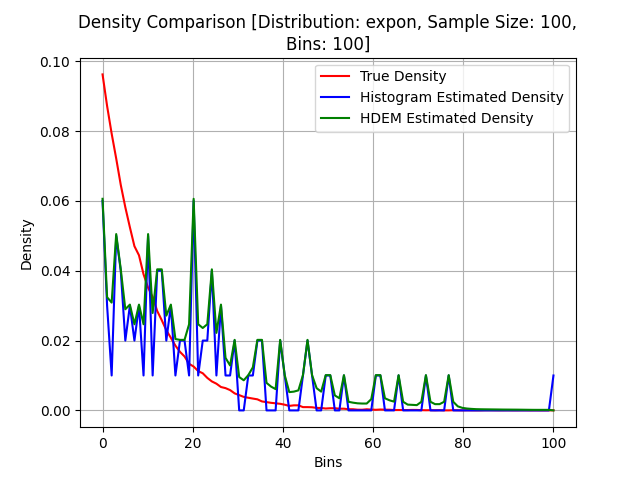 Density Comparison [Distribution: expon, Sample Size: 100,
Bins: 100]
True Density
Histogram Estimated Density
HDEM Estimated Density
0.10
0.08
0.06
0.04
0.02
0.00
Density
0 20 40 60 80 100
Bins